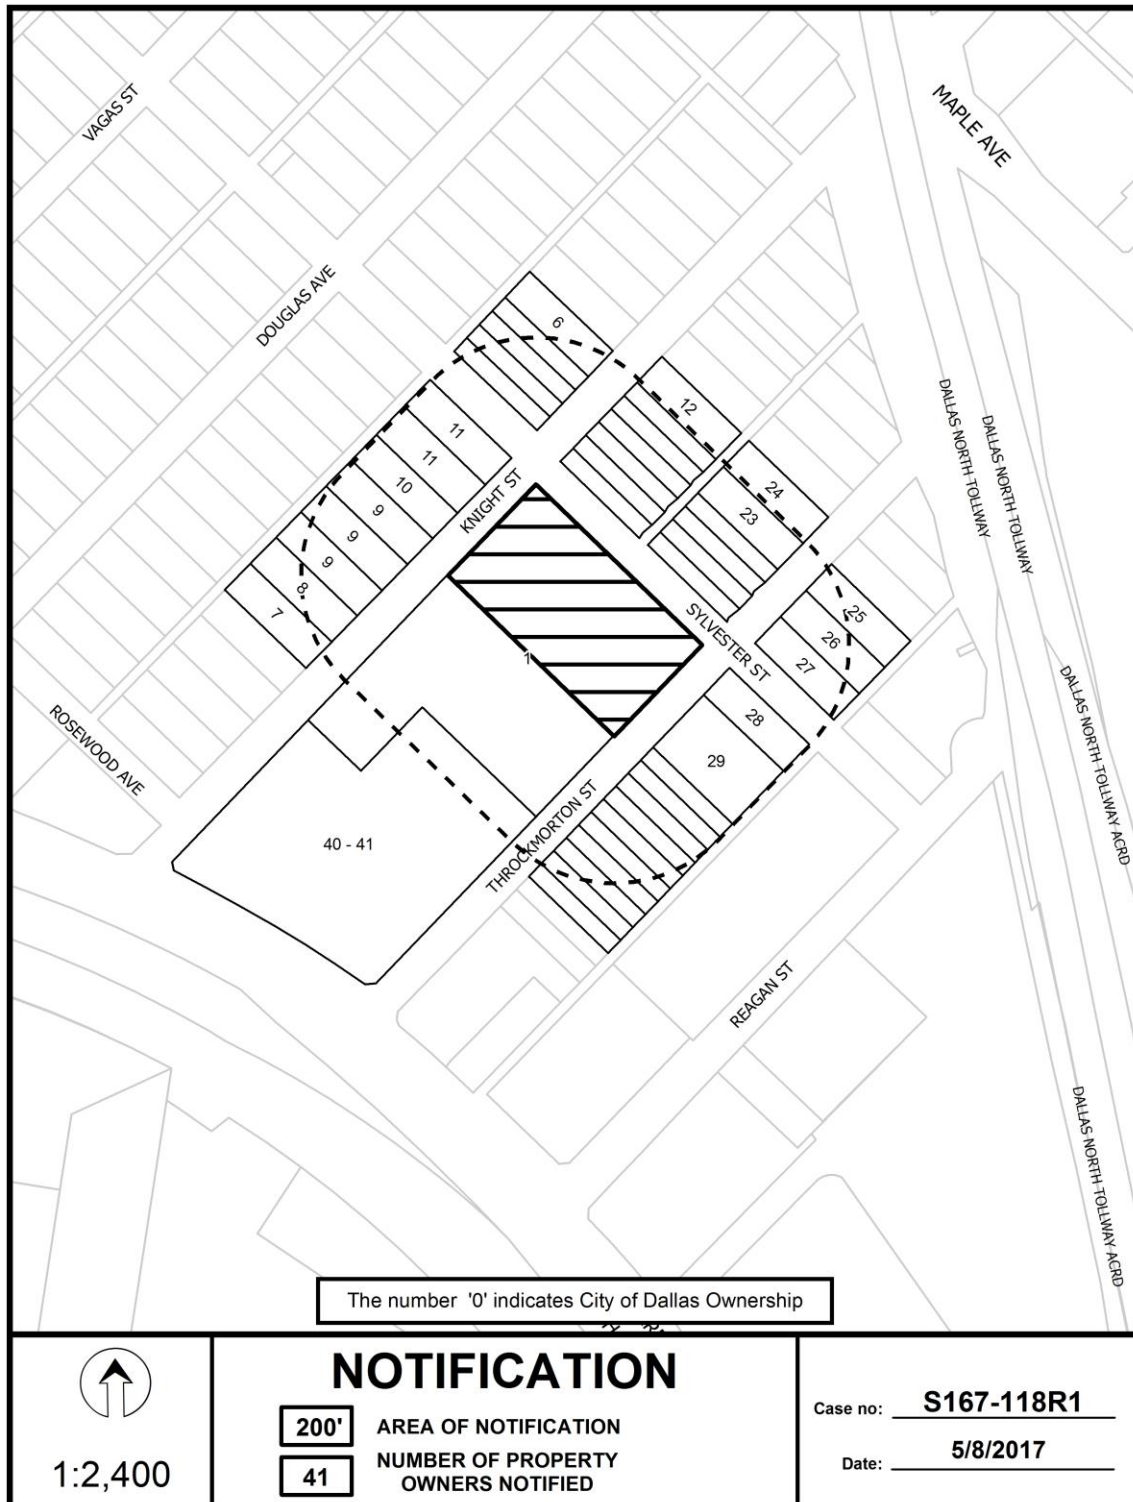 VAGAS ST
MAPLE AVE
DOUGLAS AVE
6
DALLAS NORTH TOLLWAY
DALLAS NORTH TOLLWAY
12
11
11
10
9
9
9
8
7
KNIGHT ST
24
23
SYLVESTER ST
25
26
27
28
29
ROSEWOOD AVE
DALLAS NORTH TOLLWAY ACRD
THROCKMORTON ST
40 - 41
REAGAN ST
DALLAS NORTH TOLLWAY ACRD
The number '0' indicates City of Dallas Ownership
1:2,400
NOTIFICATION
200' AREA OF NOTIFICATION
41 NUMBER OF PROPERTY
OWNERS NOTIFIED
Case no: S167-118R1
Date: 5/8/2017